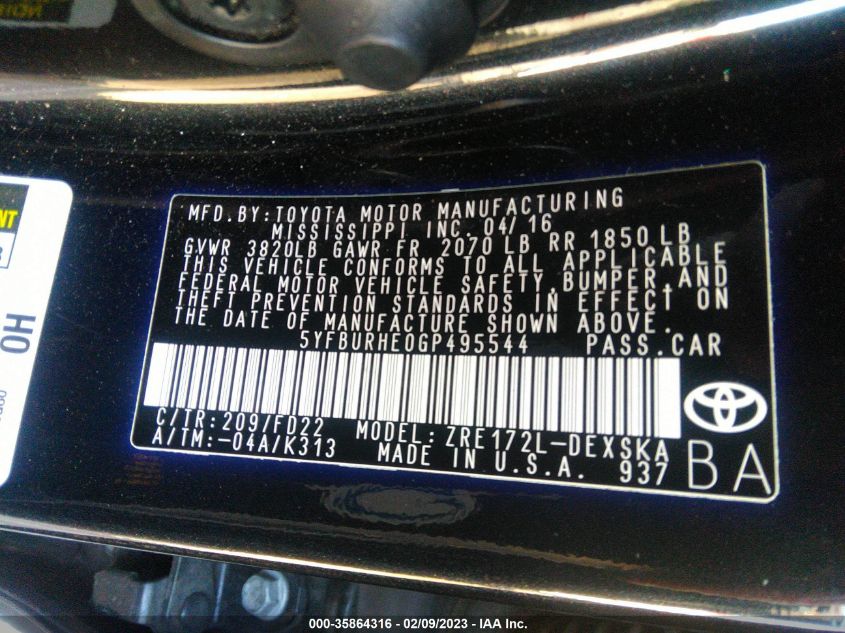 MFD. BY: TOYOTA MOTOR MANUFACTURING
MISSISSIPPI INC. 04/16
GVWR 3820LB GAWR FR 2070 LB RR 1850 LB
THIS VEHICLE CONFORMS TO ALL APPLICABLE
FEDERAL MOTOR VEHICLE SAFETY, BUMPER, AND
THEFT PREVENTION STANDARDS IN EFFECT ON
THE DATE OF MANUFACTURE SHOWN ABOVE.
5YFBURHE0GP495544 PASS. CAR
C/TR: 209/FD22 MODEL: ZRE172L-DEXSKA
A/TM: -04A/K313 MADE IN U.S.A. 937
BA
OH
000-35864316 - 02/09/2023 - IAA Inc.